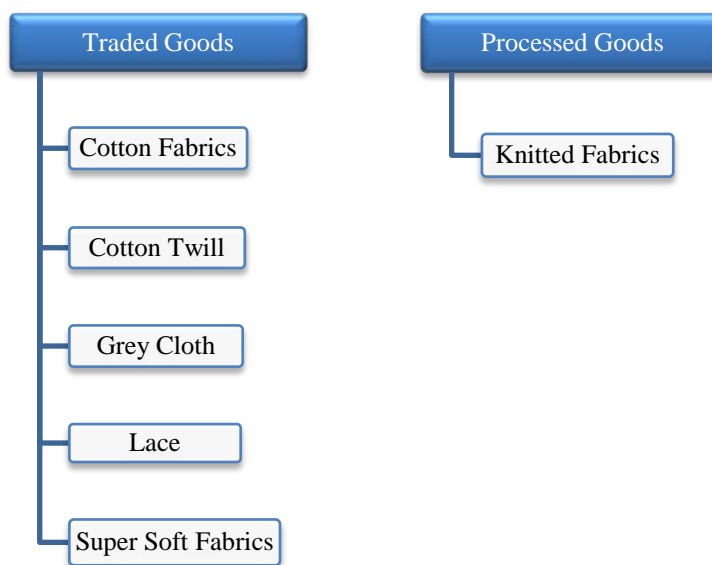 Traded Goods
Cotton Fabrics
Cotton Twill
Grey Cloth
Lace
Super Soft Fabrics
Processed Goods
Knitted Fabrics